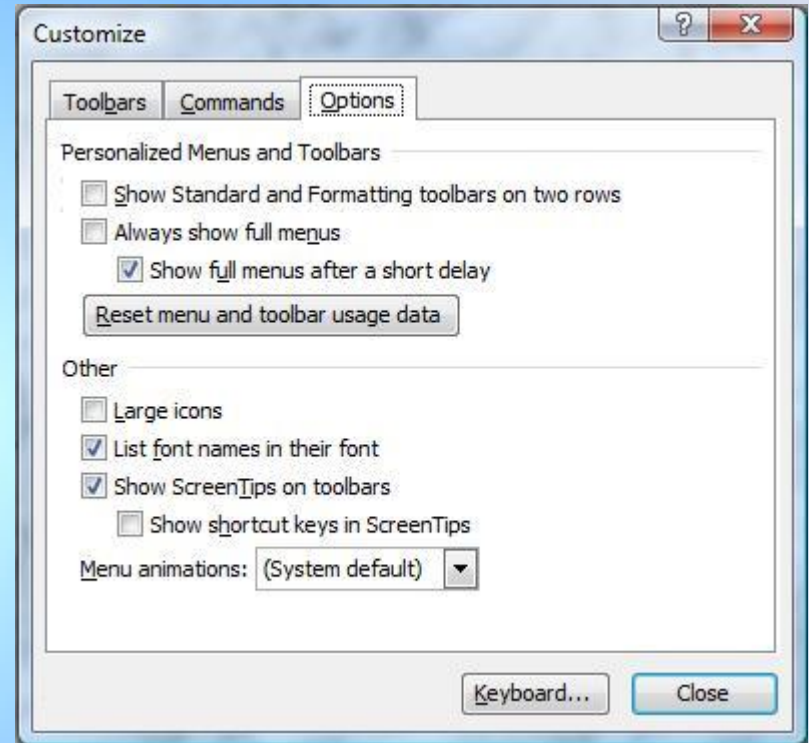 Customize
Toolbars Commands Options
Personalized Menus and Toolbars
Show Standard and Formatting toolbars on two rows
Always show full menus
Show full menus after a short delay
Reset menu and toolbar usage data
Other
Large icons
List font names in their font
Show ScreenTips on toolbars
Show shortcut keys in ScreenTips
Menu animations: (System default)
Keyboard... Close